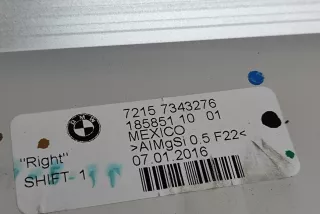 BMW
7215 7343276
185851 10 01
MEXICO
>AlMgSi 0.5 F22<
07.01.2016
"Right"
SHIFT 1